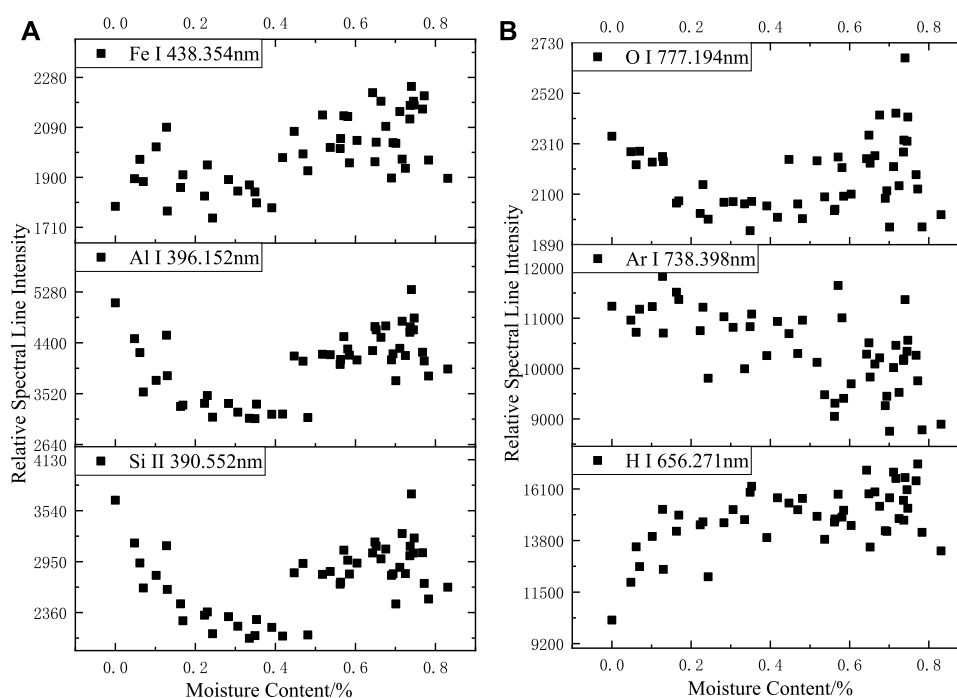 A
0.0 0.2 0.4 0.6 0.8
Fe I 438.354nm
2280
2090
1900
1710
Al I 396.152nm
5280
4400
3520
2640
Si II 390.552nm
4130
3540
2950
2360
0.0 0.2 0.4 0.6 0.8
Moisture Content/%
Relative Spectral Line Intensity
B
0.0 0.2 0.4 0.6 0.8
O I 777.194nm
2730
2520
2310
2100
1890
Ar I 738.398nm
12000
11000
10000
9000
H I 656.271nm
16100
13800
11500
9200
0.0 0.2 0.4 0.6 0.8
Moisture Content/%
Relative Spectral Line Intensity